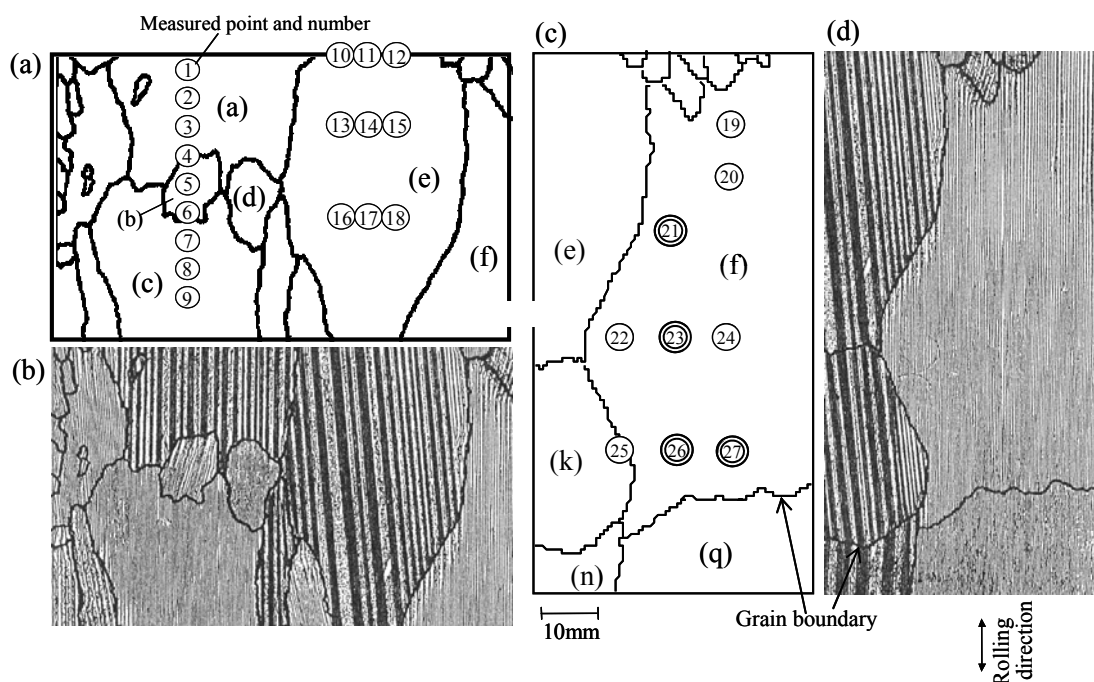 Measured point and number
(a)
10 11 12
1
2
(a)
3
13 14 15
4
5
(b)
(d)
(e)
6
16 17 18
7
(f)
8
(c)
9
(b)
(c)
19
20
21
(e)
(f)
22 23 24
(k)
25 26 27
(q)
(n)
10mm
Grain boundary
(d)
Rolling
direction